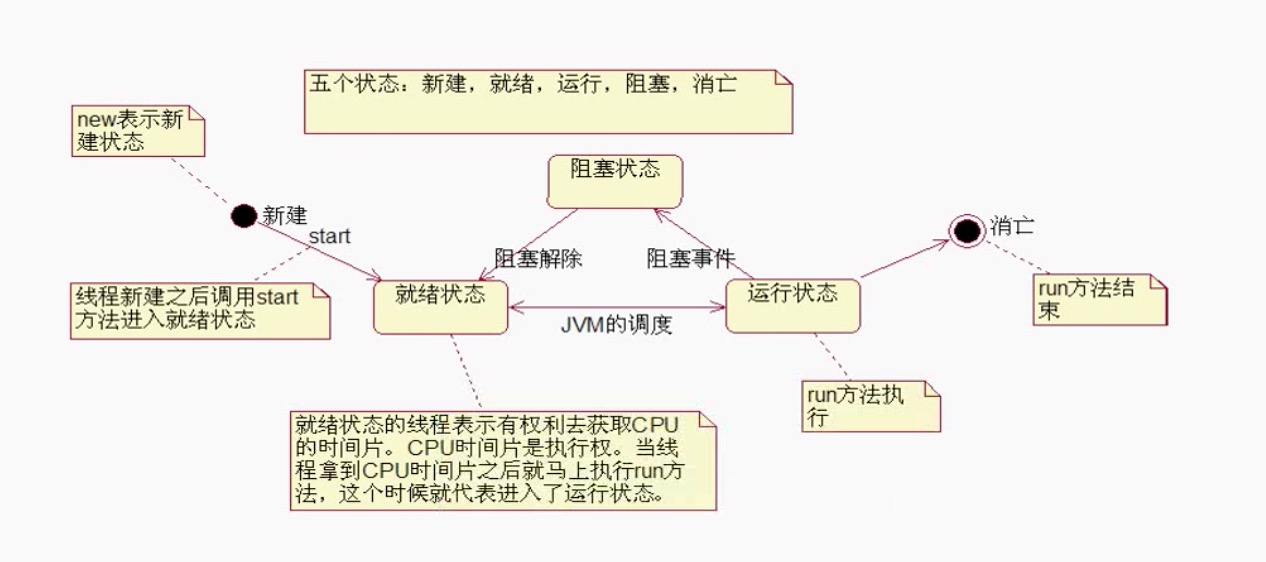 五个状态：新建，就绪，运行，阻塞，消亡
new表示新
建状态
阻塞状态
新建
start
消亡
阻塞解除
阻塞事件
线程新建之后调用start
方法进入就绪状态
就绪状态
运行状态
run方法结
束
JVM的调度
run方法执
行
就绪状态的线程表示有权利去获取CPU
的时间片。CPU时间片是执行权。当线
程拿到CPU时间片之后就马上执行run方
法，这个时候就代表进入了运行状态。